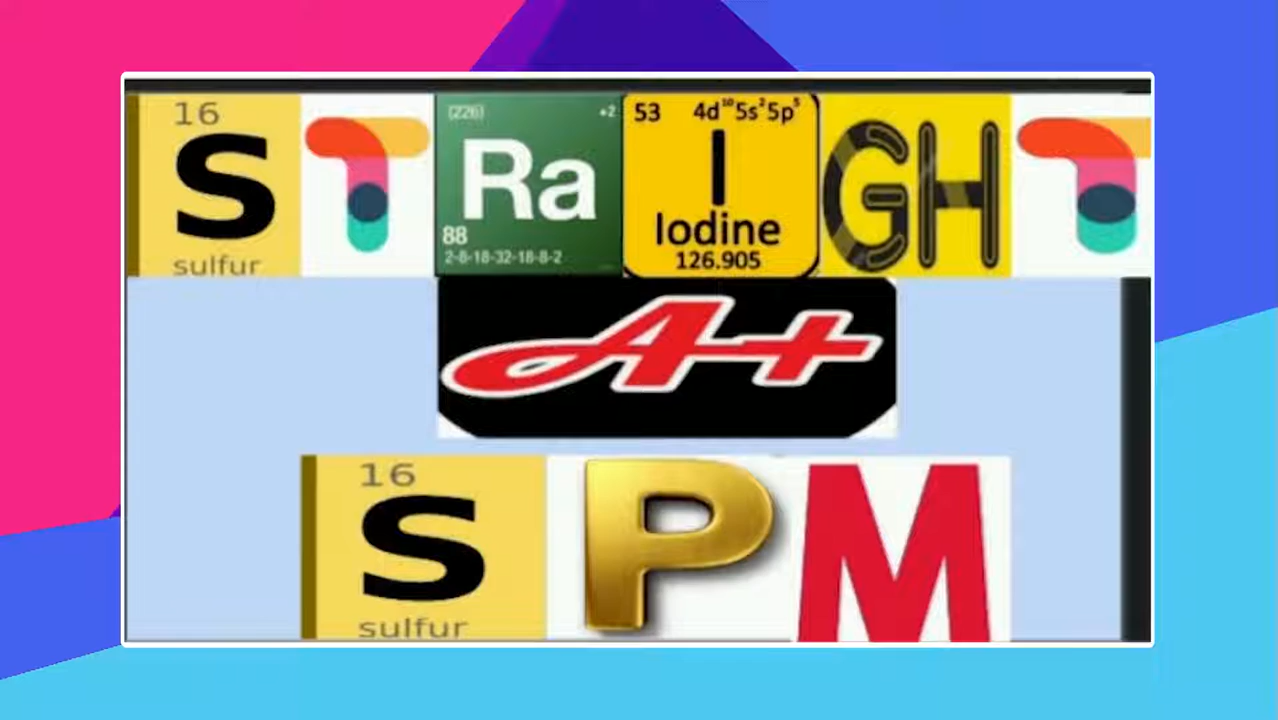 16 S sulfur T (226) +2 Ra 88 2-8-18-32-18-8-2 53 4d¹⁰5s²5p⁵ I Iodine 126.905 GH T
A+
16 S sulfur P M